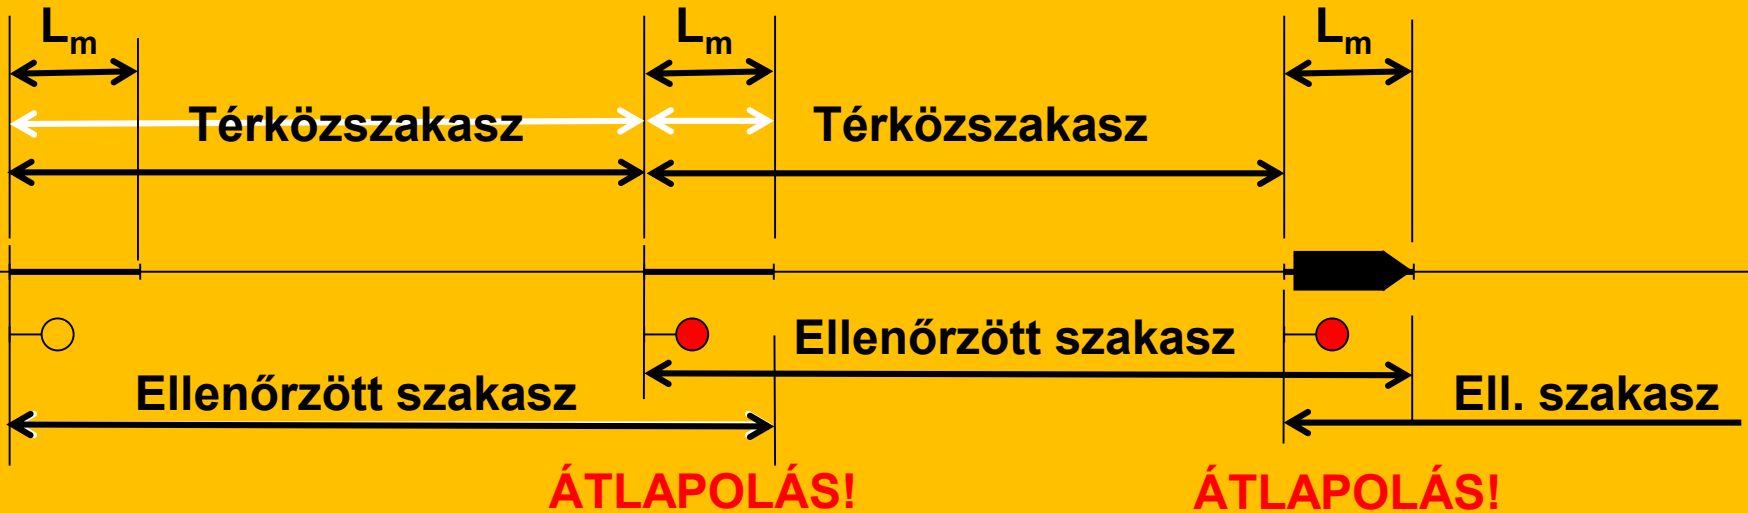 Lm Lm Lm
Térközszakasz Térközszakasz
Ellenőrzött szakasz
Ellenőrzött szakasz Ell. szakasz
ÁTLAPOLÁS! ÁTLAPOLÁS!